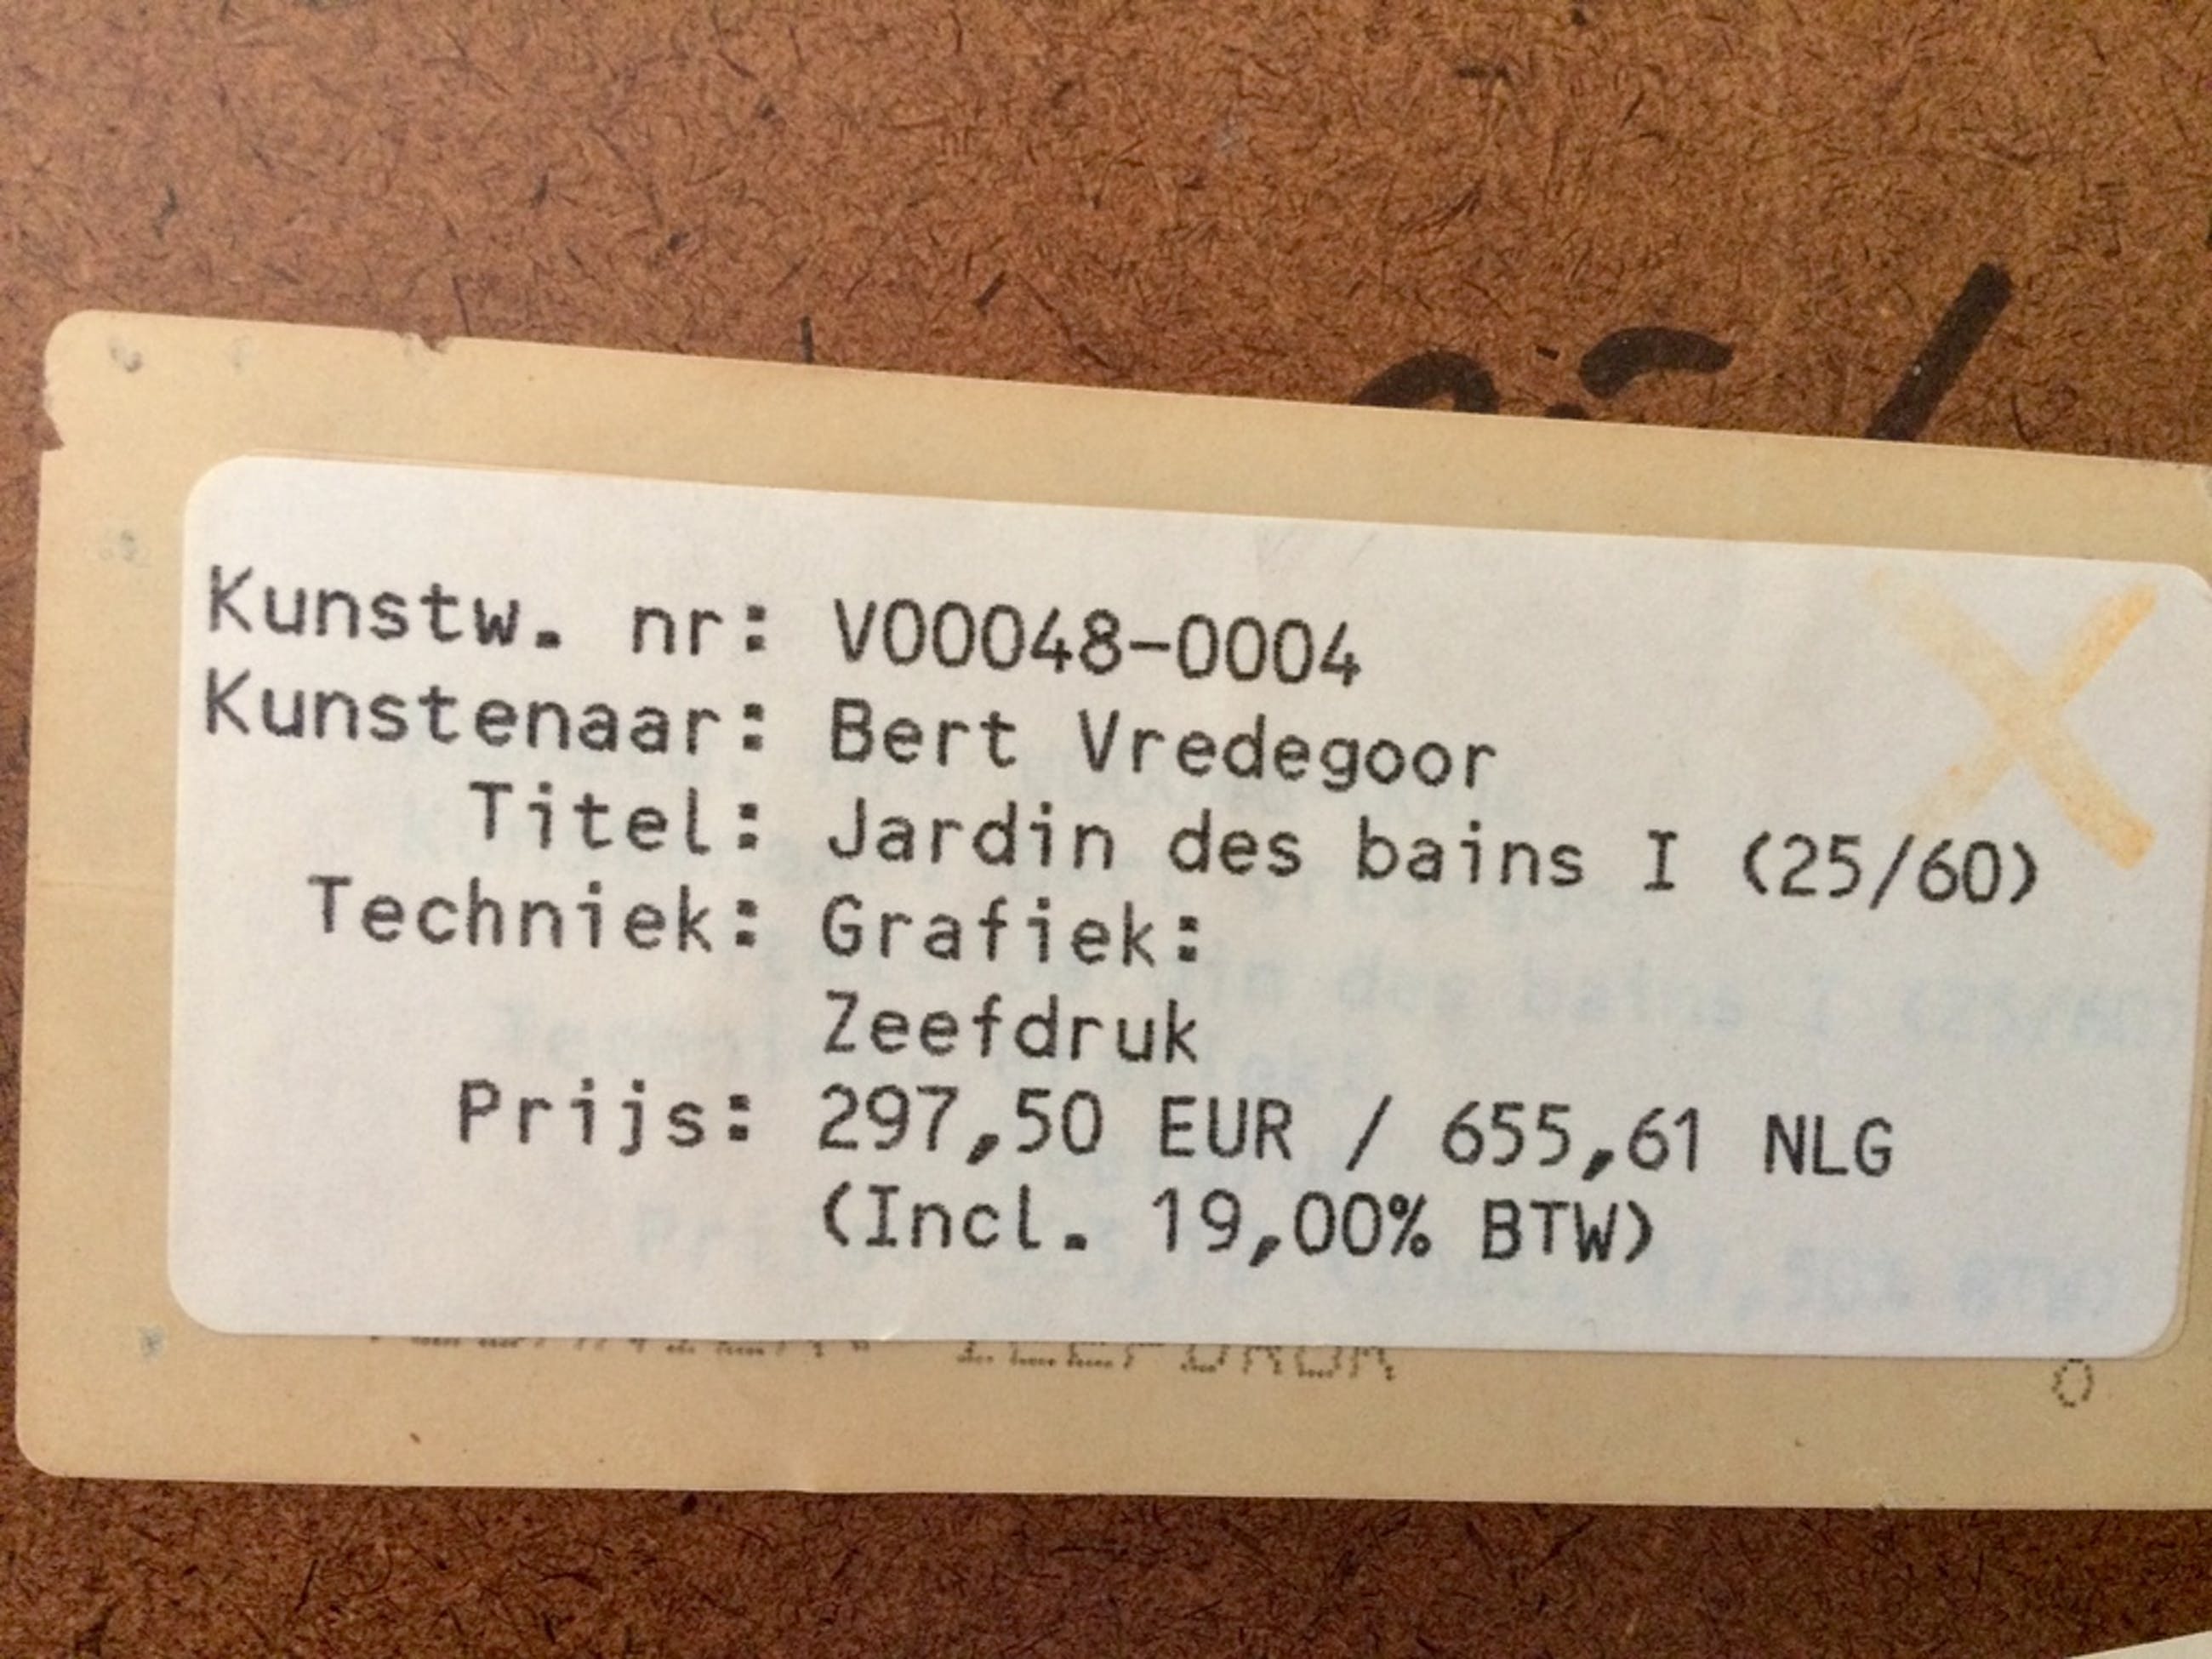 Kunstw. nr: V00048-0004
Kunstenaar: Bert Vredegoor
Titel: Jardin des bains I (25/60)
Techniek: Grafiek:
Zeefdruk
Prijs: 297,50 EUR / 655,61 NLG
(Incl. 19,00% BTW)